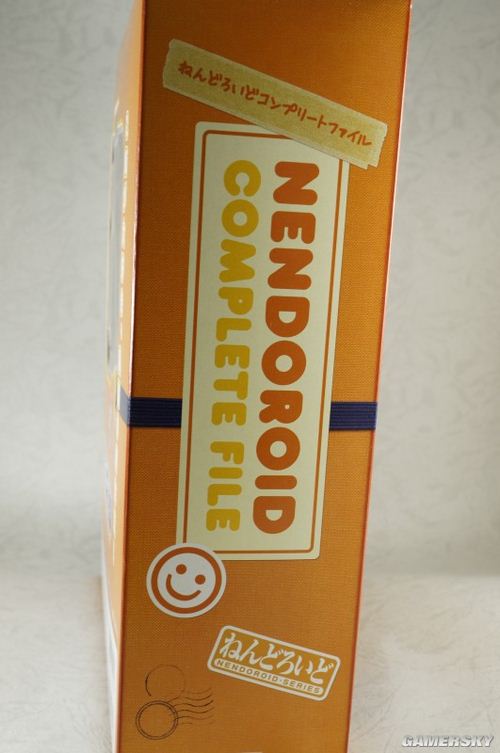 ねんどろいどコンプリートファイル
NENDOROID
COMPLETE FILE
ねんどろいど
NENDOROID-SERIES
GAMERSKY